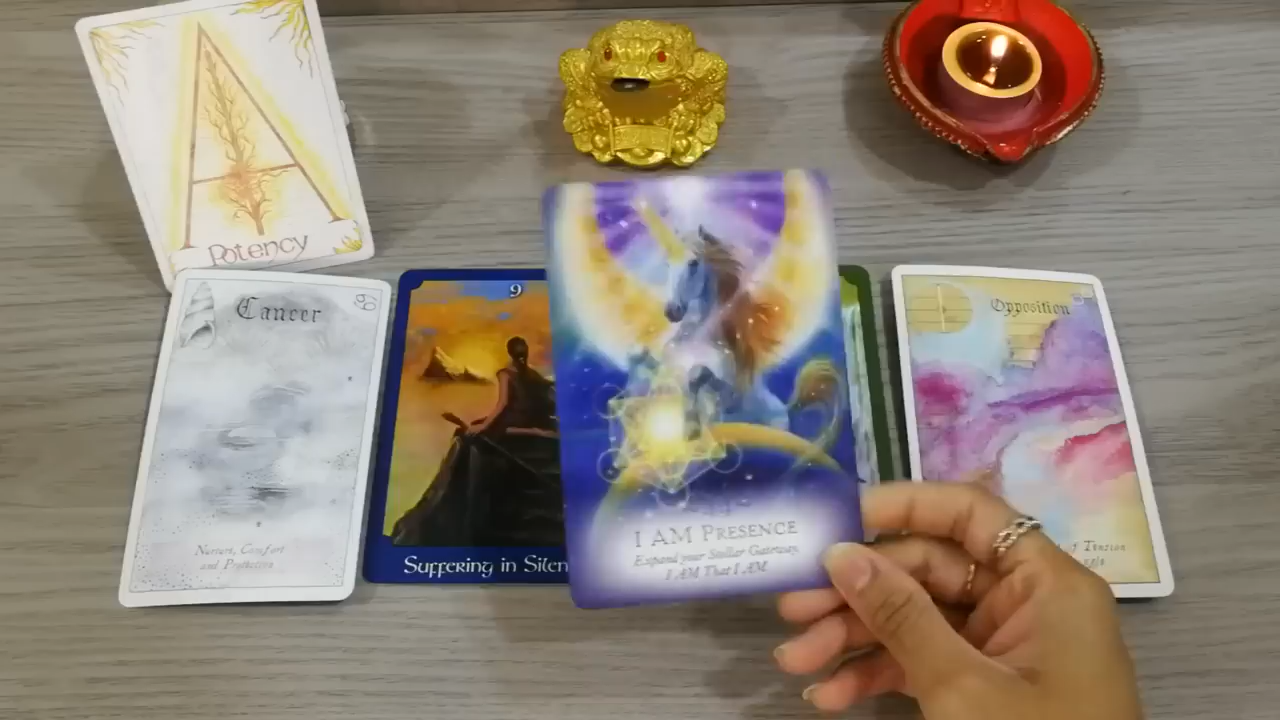 A
Potency
Cancer
Nurture, Comfort
and Protection
9
Suffering in Silen
I AM PRESENCE
Expand your Stellar Gateway.
I AM That I AM
Opposition
of Tension